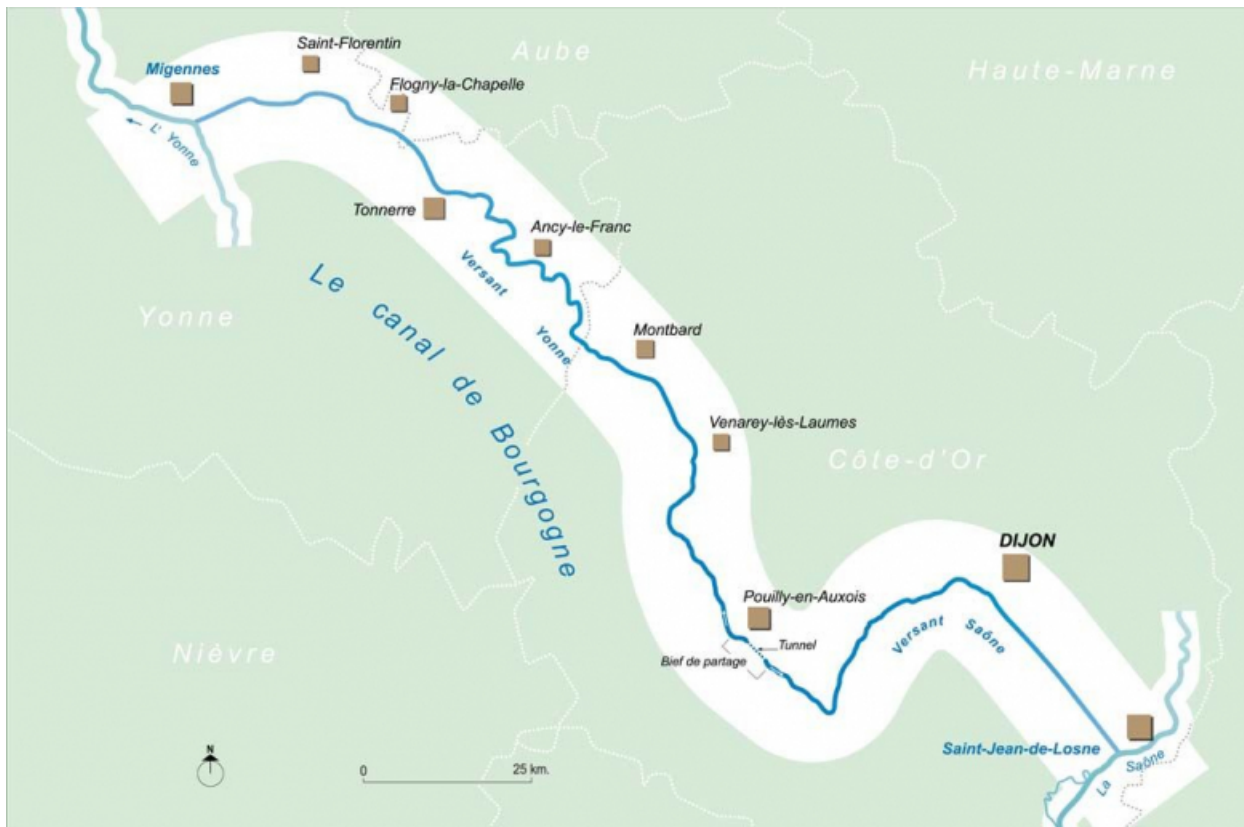 Saint-Florentin
Aube
Haute-Marne
Migennes
Flogny-la-Chapelle
L' Yonne
Tonnerre
Ancy-le-Franc
Versant Yonne
Yonne
Le canal de Bourgogne
Montbard
Venarey-lès-Laumes
Côte-d'Or
DIJON
Pouilly-en-Auxois
Versant Saône
Tunnel
Bief de partage
Nièvre
Saint-Jean-de-Losne
La Saône
N
0 25 km.